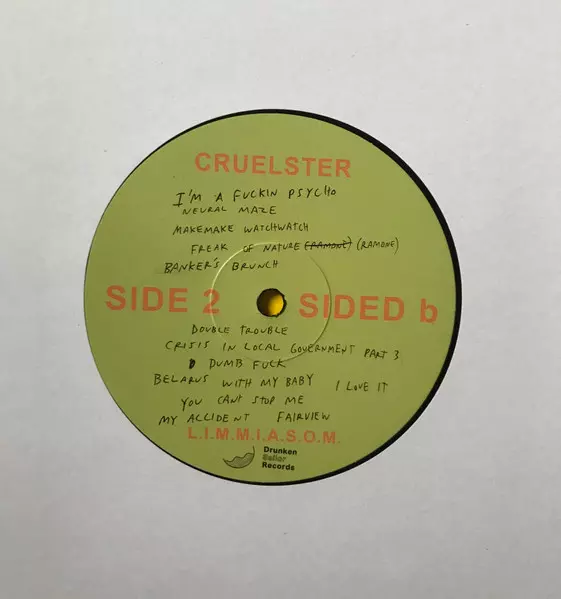 CRUELSTER
I'M A FUCKIN PSYCHO
NEURAL MAZE
MAKEMAKE WATCHWATCH
FREAK OF NATURE (RAMONE) (RAMONE)
BANKER'S BRUNCH
SIDE 2 SIDED b
DOUBLE TROUBLE
CRISIS IN LOCAL GOVERNMENT PART 3
DUMB FUCK
BELARUS WITH MY BABY I LOVE IT
YOU CANT STOP ME
MY ACCIDENT FAIRVIEW
L.I.M.M.I.A.S.O.M.
Drunken
Sailor
Records